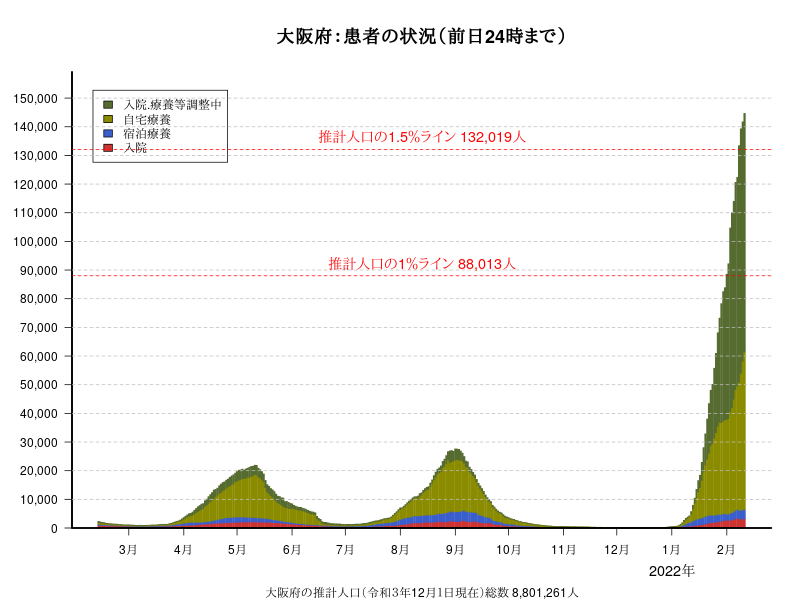 大阪府：患者の状況（前日24時まで）
150,000
140,000
130,000
120,000
110,000
100,000
90,000
80,000
70,000
60,000
50,000
40,000
30,000
20,000
10,000
0
入院.療養等調整中
自宅療養
宿泊療養
入院
推計人口の1.5%ライン 132,019人
推計人口の1%ライン 88,013人
3月 4月 5月 6月 7月 8月 9月 10月 11月 12月 1月 2月
2022年
大阪府の推計人口（令和３年12月１日現在）総数 8,801,261人